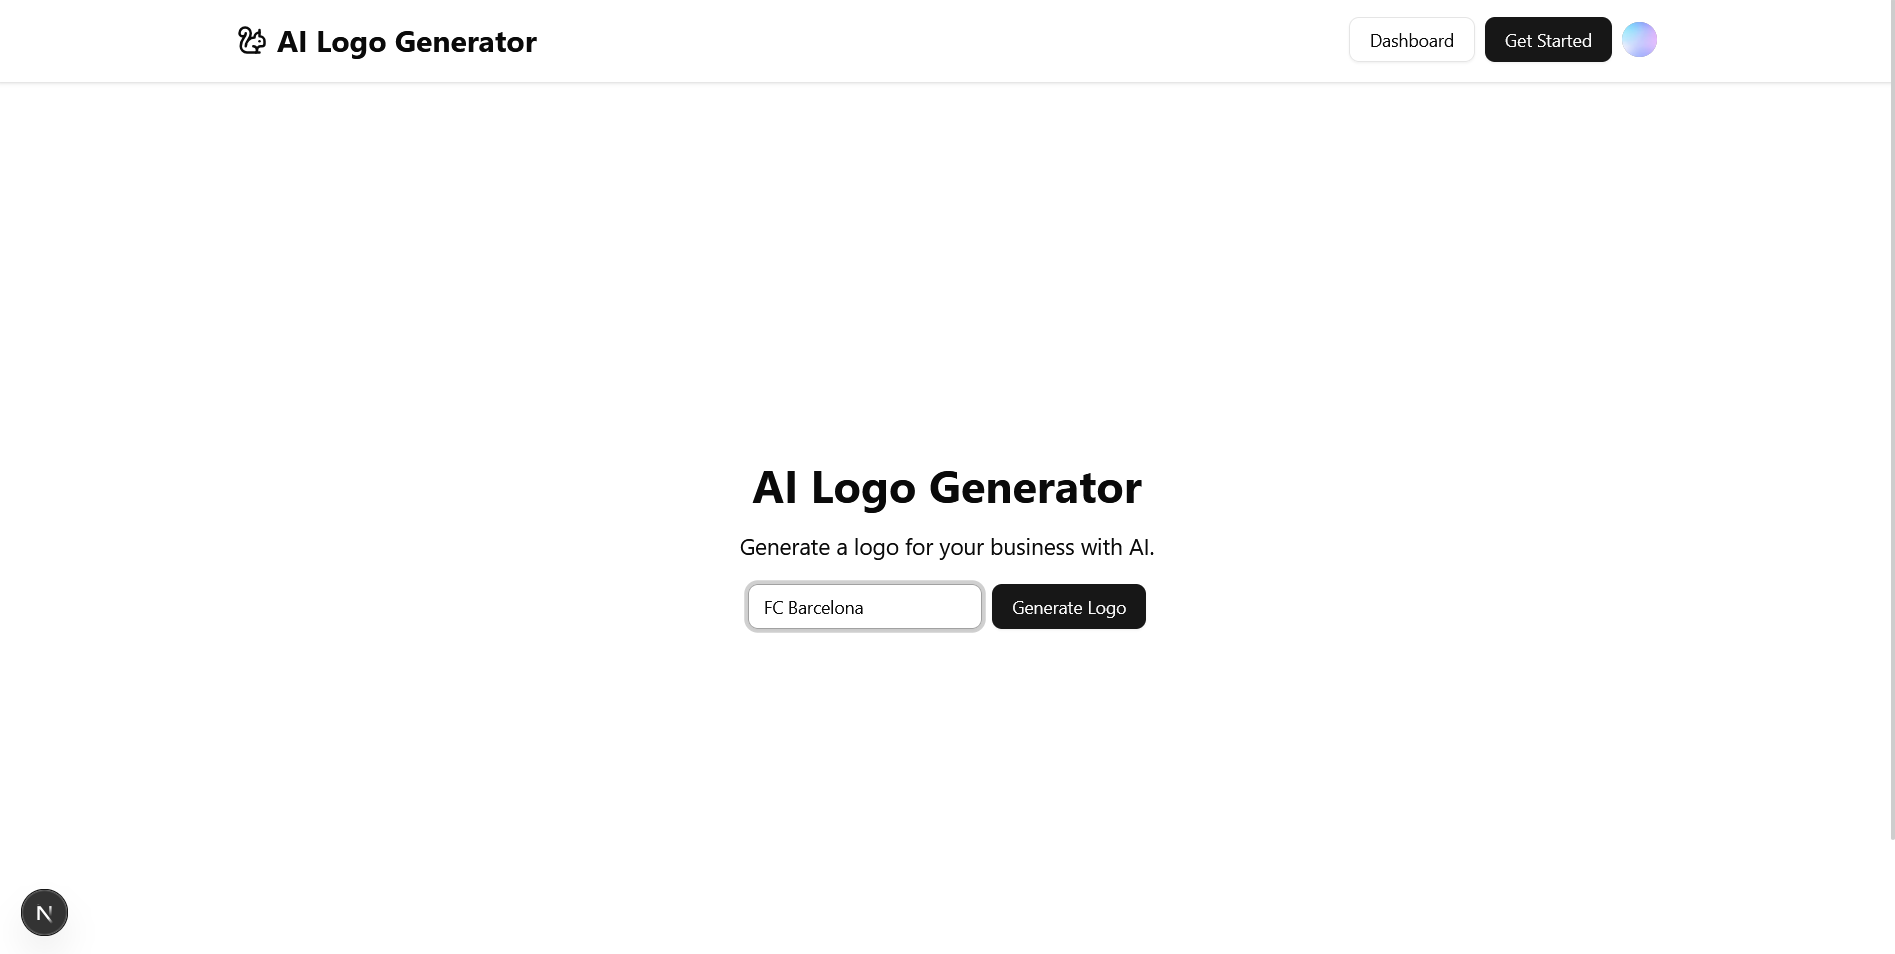 AI Logo Generator
Dashboard
Get Started
AI Logo Generator
Generate a logo for your business with AI.
FC Barcelona
Generate Logo
N